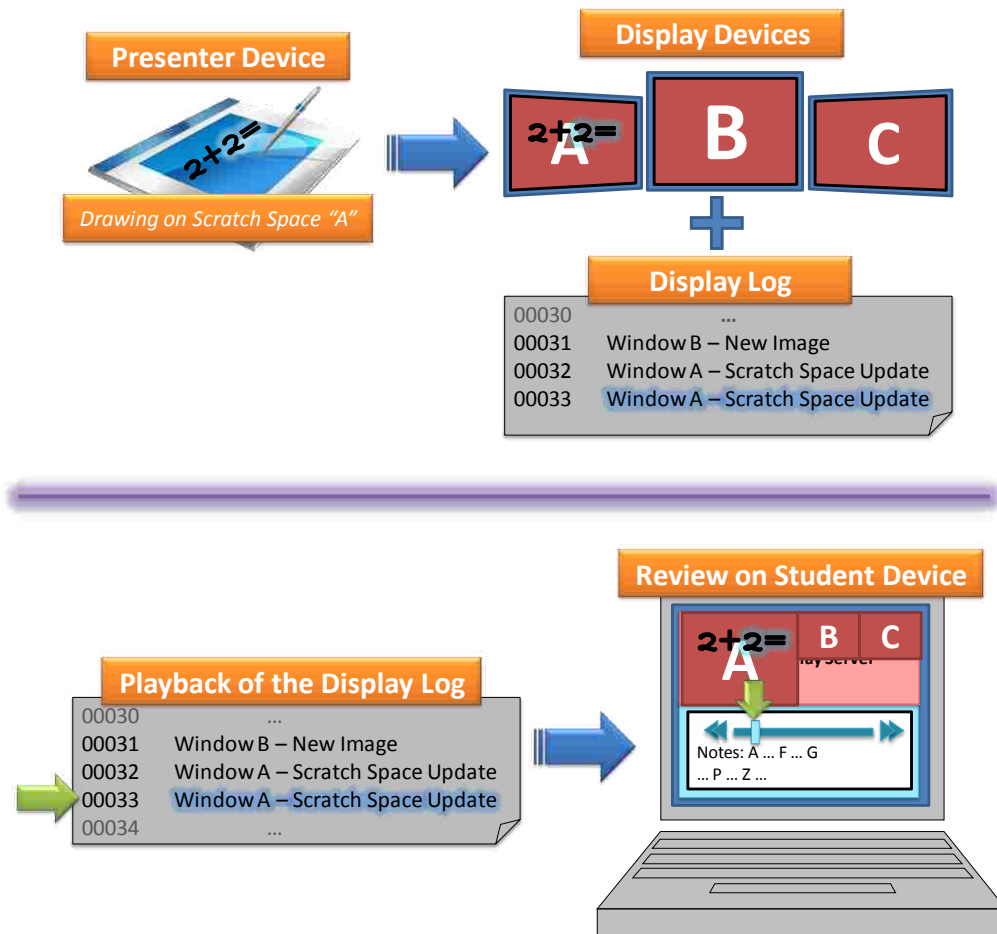 Presenter Device
2+2=
Drawing on Scratch Space “A”
Display Devices
2+2=
A
B
C
Display Log
00030 ...
00031 Window B – New Image
00032 Window A – Scratch Space Update
00033 Window A – Scratch Space Update
Playback of the Display Log
00030 ...
00031 Window B – New Image
00032 Window A – Scratch Space Update
00033 Window A – Scratch Space Update
00034 ...
Review on Student Device
2+2=
A
B
C
Server
Notes: A ... F ... G
... P ... Z ...